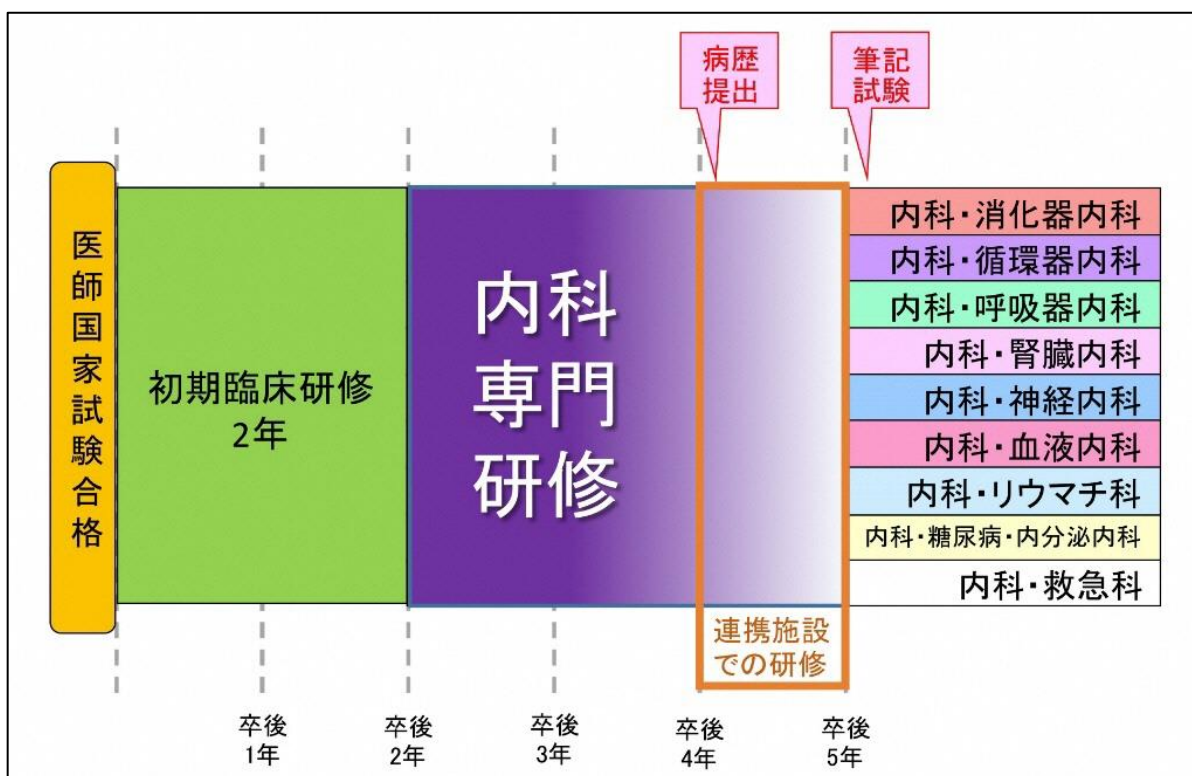 病歴
提出
筆記
試験
医師国家試験合格
初期臨床研修
2年
内科
専門
研修
内科・消化器内科
内科・循環器内科
内科・呼吸器内科
内科・腎臓内科
内科・神経内科
内科・血液内科
内科・リウマチ科
内科・糖尿病・内分泌内科
内科・救急科
連携施設
での研修
卒後
1年
卒後
2年
卒後
3年
卒後
4年
卒後
5年